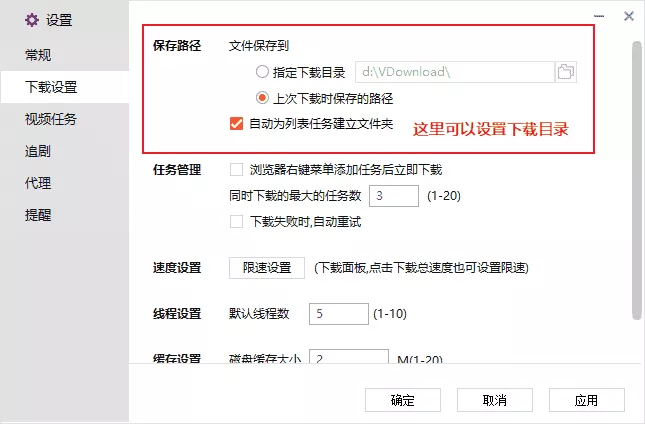 设置
常规
下载设置
视频任务
追剧
代理
提醒
保存路径 文件保存到
指定下载目录 d:\VDownload\
上次下载时保存的路径
自动为列表任务建立文件夹
这里可以设置下载目录
任务管理 浏览器右键菜单添加任务后立即下载
同时下载的最大的任务数 3 (1-20)
下载失败时,自动重试
速度设置 限速设置 (下载面板,点击下载总速度也可设置限速)
线程设置 默认线程数 5 (1-10)
缓存设置 磁盘缓存大小 2 M(1-20)
确定 取消 应用